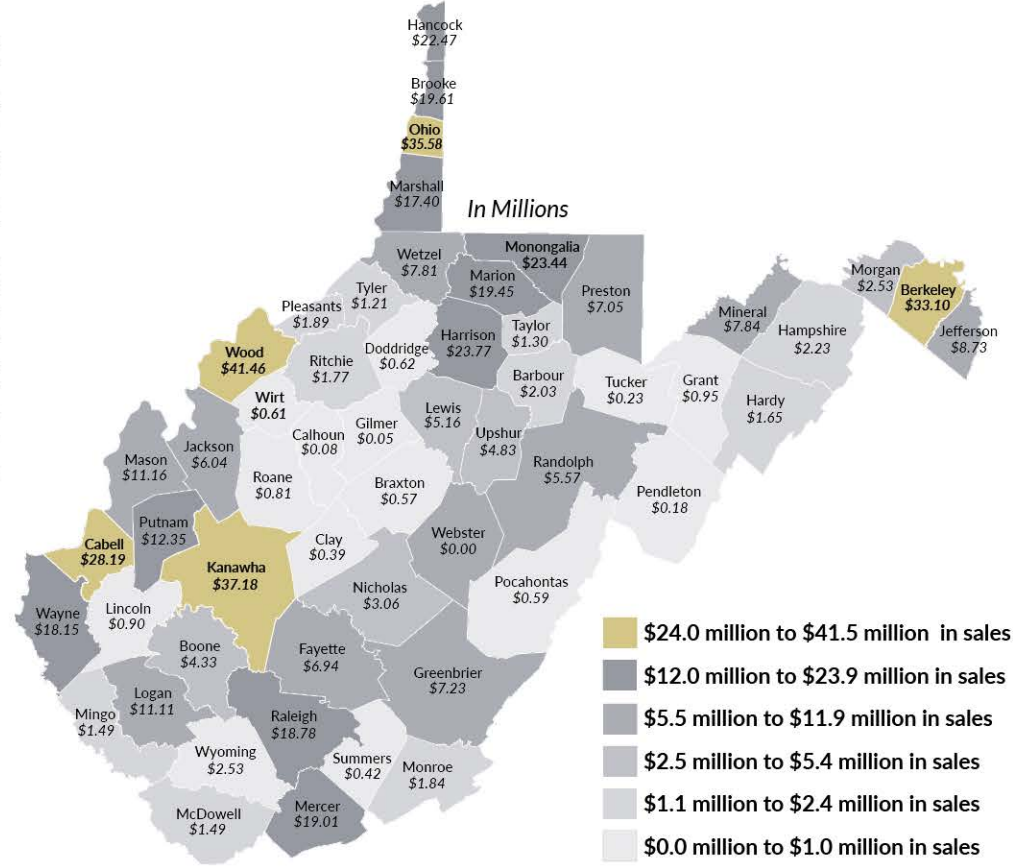 Hancock
$22.47
Brooke
$19.61
Ohio
$35.58
Marshall
$17.40
In Millions
Wetzel
$7.81
Monongalia
$23.44
Marion
$19.45
Preston
$7.05
Morgan
$2.53
Berkeley
$33.10
Jefferson
$8.73
Mineral
$7.84
Hampshire
$2.23
Tyler
$1.21
Pleasants
$1.89
Harrison
$23.77
Taylor
$1.30
Doddridge
$0.62
Ritchie
$1.77
Wood
$41.46
Barbour
$2.03
Tucker
$0.23
Grant
$0.95
Hardy
$1.65
Wirt
$0.61
Lewis
$5.16
Gilmer
$0.05
Calhoun
$0.08
Upshur
$4.83
Jackson
$6.04
Mason
$11.16
Randolph
$5.57
Roane
$0.81
Braxton
$0.57
Pendleton
$0.18
Putnam
$12.35
Cabell
$28.19
Clay
$0.39
Webster
$0.00
Kanawha
$37.18
Nicholas
$3.06
Pocahontas
$0.59
Wayne
$18.15
Lincoln
$0.90
Boone
$4.33
Fayette
$6.94
Greenbrier
$7.23
Logan
$11.11
Mingo
$1.49
Raleigh
$18.78
Wyoming
$2.53
Summers
$0.42
Monroe
$1.84
McDowell
$1.49
Mercer
$19.01
$24.0 million to $41.5 million in sales
$12.0 million to $23.9 million in sales
$5.5 million to $11.9 million in sales
$2.5 million to $5.4 million in sales
$1.1 million to $2.4 million in sales
$0.0 million to $1.0 million in sales